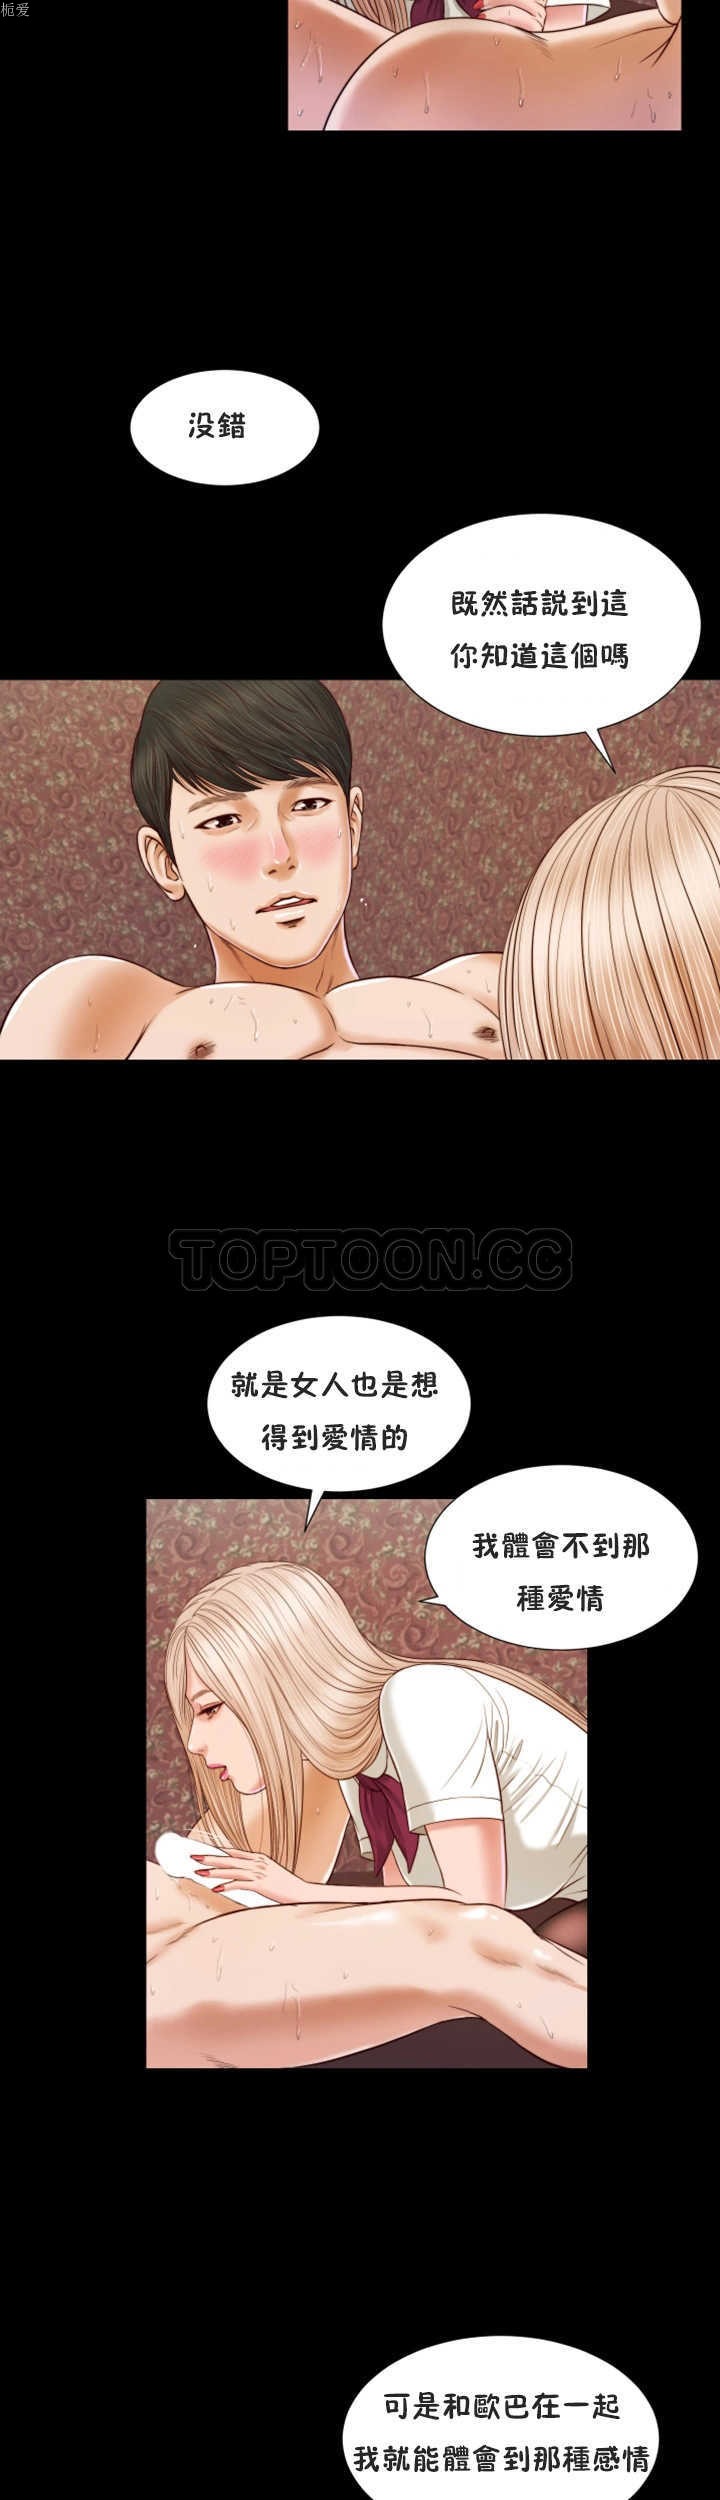 栀爱
没錯
既然話說到這
你知道這個嗎
TOPTOON.CC
就是女人也是想
得到愛情的
我體會不到那
種愛情
可是和歐巴在一起
我就能體會到那種感情